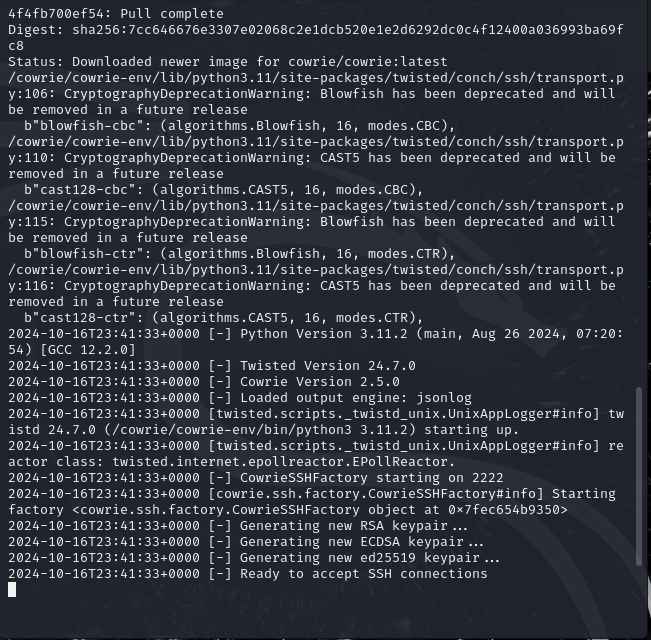 4f4fb700ef54: Pull complete
Digest: sha256:7cc646676e3307e02068c2e1dcb520e1e2d6292dc0c4f12400a036993ba69f
c8
Status: Downloaded newer image for cowrie/cowrie:latest
/cowrie/cowrie-env/lib/python3.11/site-packages/twisted/conch/ssh/transport.p
y:106: CryptographyDeprecationWarning: Blowfish has been deprecated and will
be removed in a future release
  b"blowfish-cbc": (algorithms.Blowfish, 16, modes.CBC),
/cowrie/cowrie-env/lib/python3.11/site-packages/twisted/conch/ssh/transport.p
y:110: CryptographyDeprecationWarning: CAST5 has been deprecated and will be
removed in a future release
  b"cast128-cbc": (algorithms.CAST5, 16, modes.CBC),
/cowrie/cowrie-env/lib/python3.11/site-packages/twisted/conch/ssh/transport.p
y:115: CryptographyDeprecationWarning: Blowfish has been deprecated and will
be removed in a future release
  b"blowfish-ctr": (algorithms.Blowfish, 16, modes.CTR),
/cowrie/cowrie-env/lib/python3.11/site-packages/twisted/conch/ssh/transport.p
y:116: CryptographyDeprecationWarning: CAST5 has been deprecated and will be
removed in a future release
  b"cast128-ctr": (algorithms.CAST5, 16, modes.CTR),
2024-10-16T23:41:33+0000 [-] Python Version 3.11.2 (main, Aug 26 2024, 07:20:
54) [GCC 12.2.0]
2024-10-16T23:41:33+0000 [-] Twisted Version 24.7.0
2024-10-16T23:41:33+0000 [-] Cowrie Version 2.5.0
2024-10-16T23:41:33+0000 [-] Loaded output engine: jsonlog
2024-10-16T23:41:33+0000 [twisted.scripts._twistd_unix.UnixAppLogger#info] tw
istd 24.7.0 (/cowrie/cowrie-env/bin/python3 3.11.2) starting up.
2024-10-16T23:41:33+0000 [twisted.scripts._twistd_unix.UnixAppLogger#info] re
actor class: twisted.internet.epollreactor.EPollReactor.
2024-10-16T23:41:33+0000 [-] CowrieSSHFactory starting on 2222
2024-10-16T23:41:33+0000 [cowrie.ssh.factory.CowrieSSHFactory#info] Starting
factory <cowrie.ssh.factory.CowrieSSHFactory object at 0x7fec654b9350>
2024-10-16T23:41:33+0000 [-] Generating new RSA keypair...
2024-10-16T23:41:33+0000 [-] Generating new ECDSA keypair...
2024-10-16T23:41:33+0000 [-] Generating new ed25519 keypair...
2024-10-16T23:41:33+0000 [-] Ready to accept SSH connections